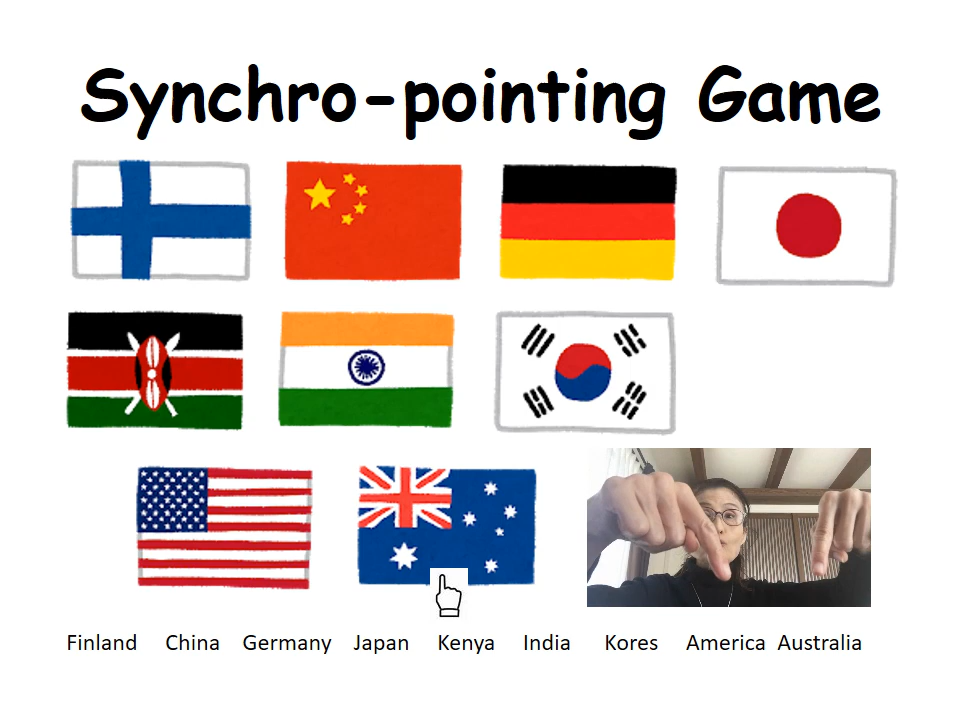 Synchro-pointing Game
Finland China Germany Japan Kenya India Kores America Australia